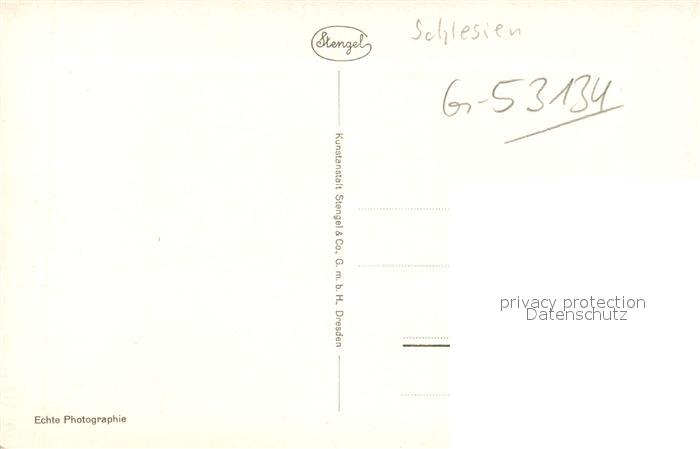 Stengel
Schlesien
G-53134
Kunstanstalt Stengel & Co., G. m. b. H., Dresden
privacy protection
Datenschutz
Echte Photographie